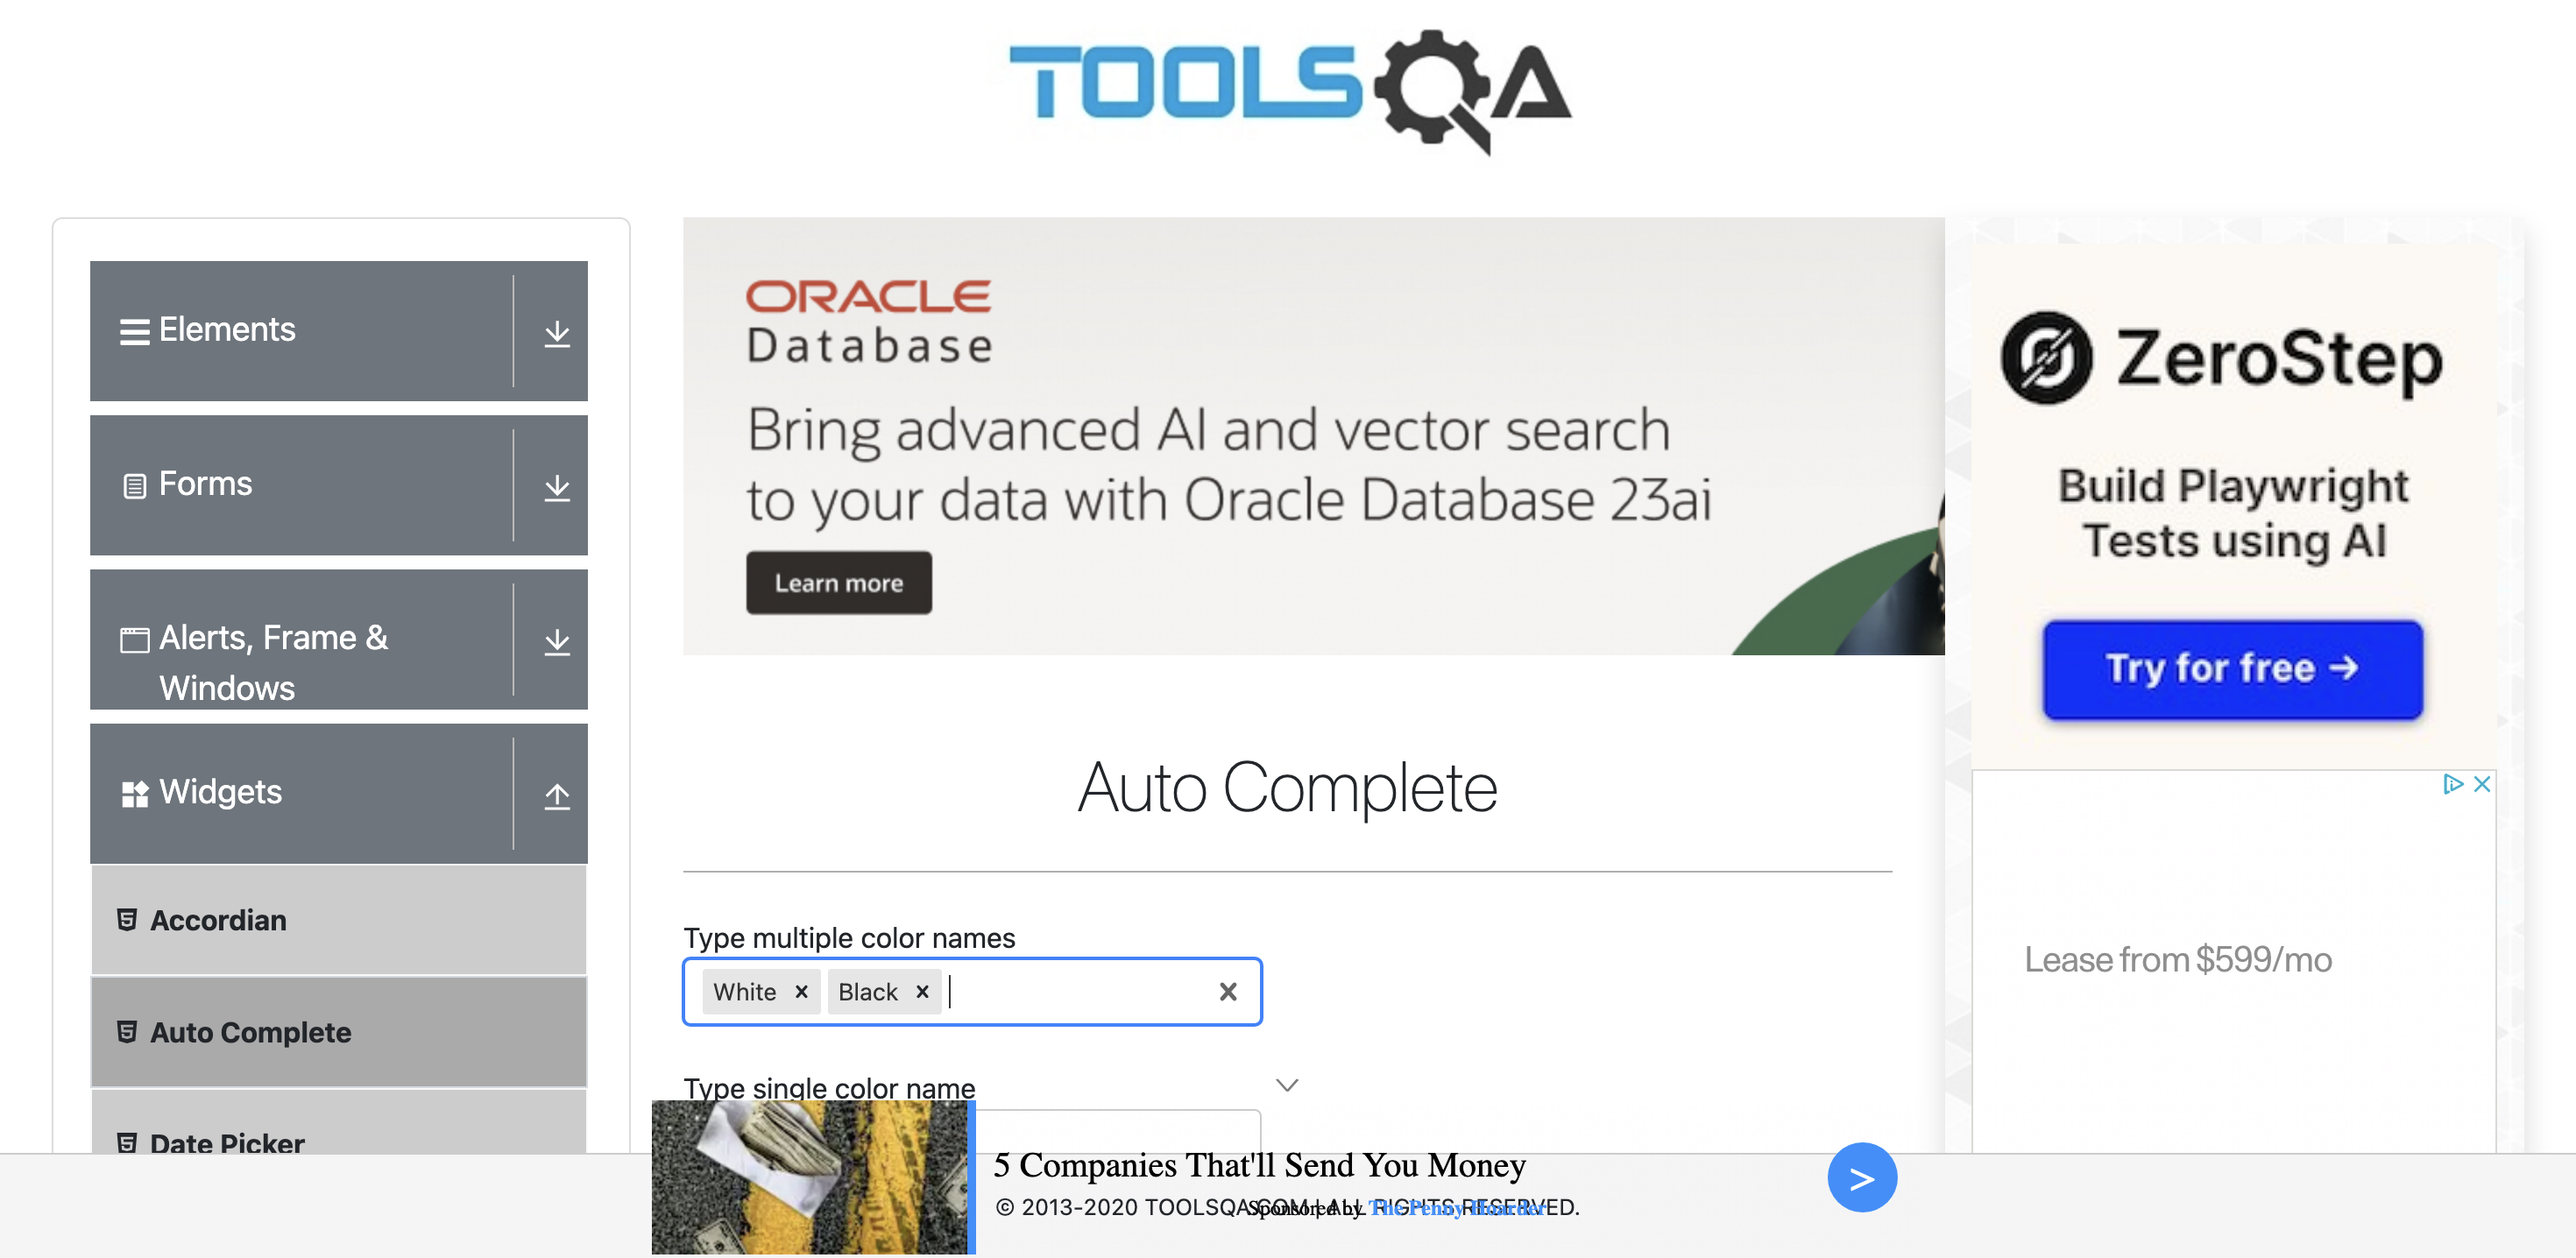 TOOLSQA
Elements
Forms
Alerts, Frame &
Windows
Widgets
Accordian
Auto Complete
Date Picker
ORACLE
Database
Bring advanced AI and vector search
to your data with Oracle Database 23ai
Learn more
Auto Complete
Type multiple color names
White
Black
Type single color name
ZeroStep
Build Playwright
Tests using AI
Try for free →
Lease from $599/mo
5 Companies That'll Send You Money
© 2013-2020 TOOLSQA.COM | ALL RIGHTS RESERVED.
Sponsored by The Penny Hoarder